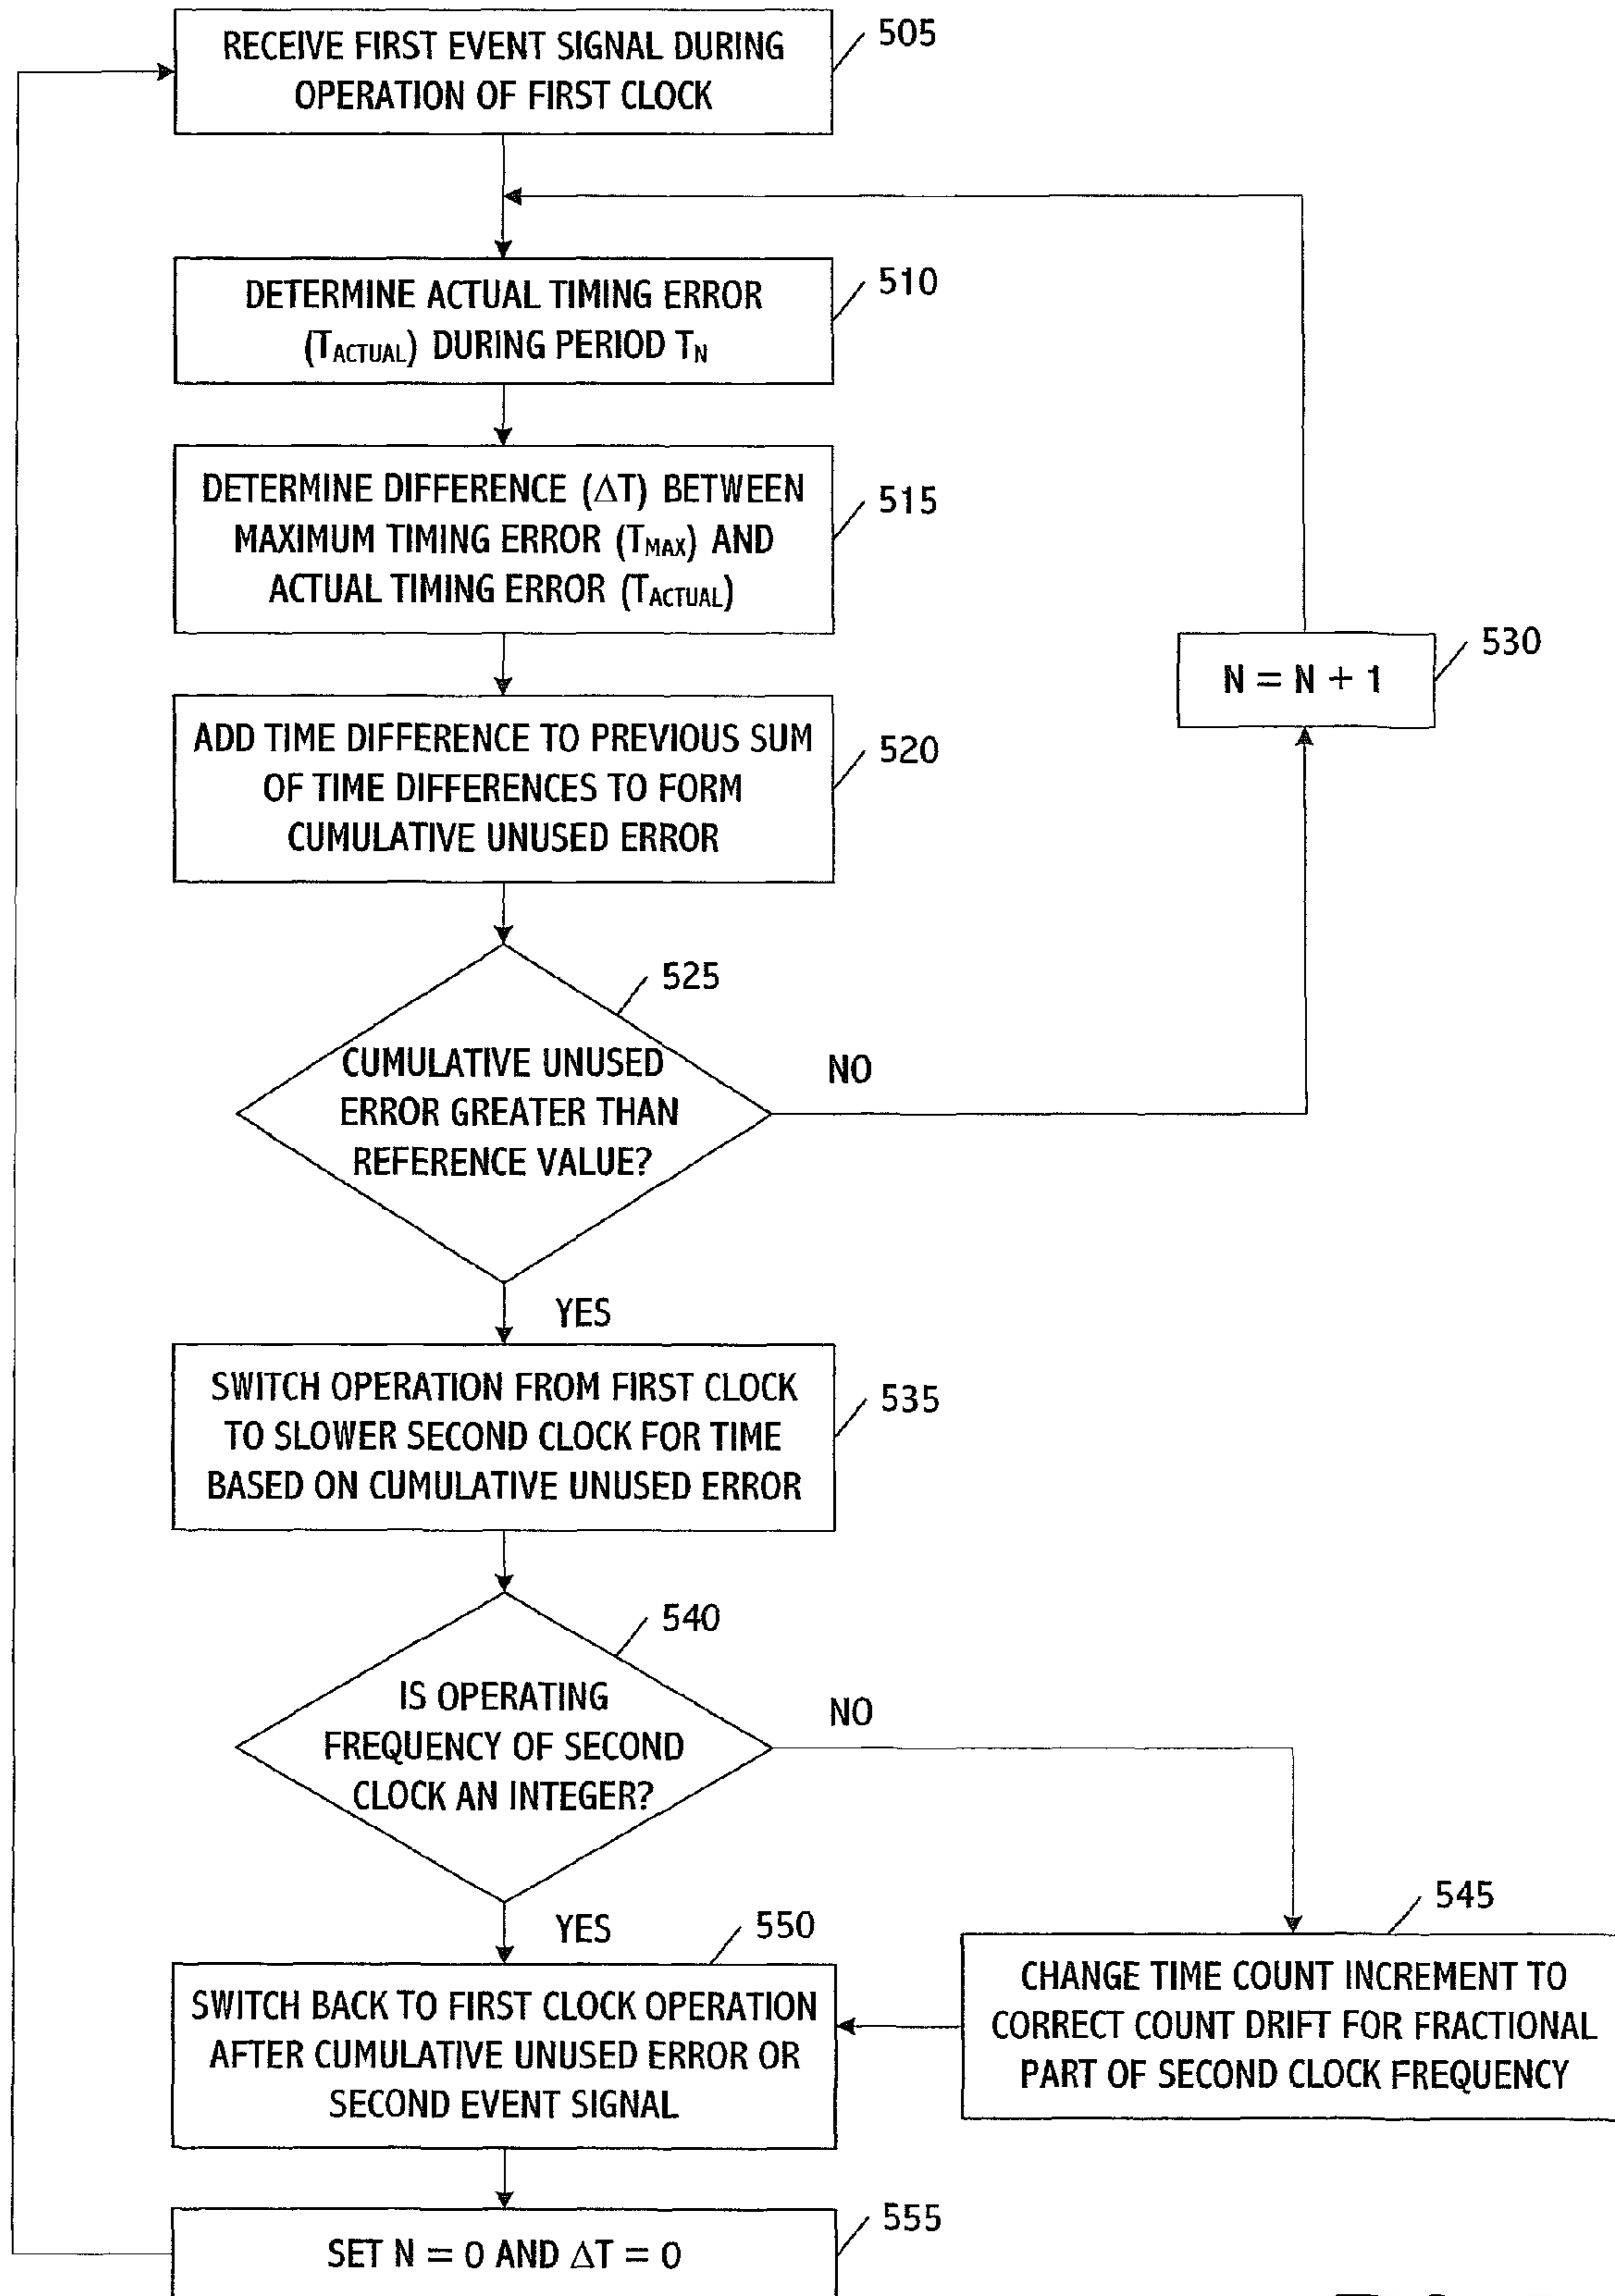 RECEIVE FIRST EVENT SIGNAL DURING
OPERATION OF FIRST CLOCK
505
DETERMINE ACTUAL TIMING ERROR
(TACTUAL) DURING PERIOD TN
510
DETERMINE DIFFERENCE (ΔT) BETWEEN
MAXIMUM TIMING ERROR (TMAX) AND
ACTUAL TIMING ERROR (TACTUAL)
515
N = N + 1
530
ADD TIME DIFFERENCE TO PREVIOUS SUM
OF TIME DIFFERENCES TO FORM
CUMULATIVE UNUSED ERROR
520
525
CUMULATIVE UNUSED
ERROR GREATER THAN
REFERENCE VALUE?
NO
YES
SWITCH OPERATION FROM FIRST CLOCK
TO SLOWER SECOND CLOCK FOR TIME
BASED ON CUMULATIVE UNUSED ERROR
535
540
IS OPERATING
FREQUENCY OF SECOND
CLOCK AN INTEGER?
NO
YES
545
CHANGE TIME COUNT INCREMENT TO
CORRECT COUNT DRIFT FOR FRACTIONAL
PART OF SECOND CLOCK FREQUENCY
550
SWITCH BACK TO FIRST CLOCK OPERATION
AFTER CUMULATIVE UNUSED ERROR OR
SECOND EVENT SIGNAL
SET N = 0 AND ΔT = 0
555